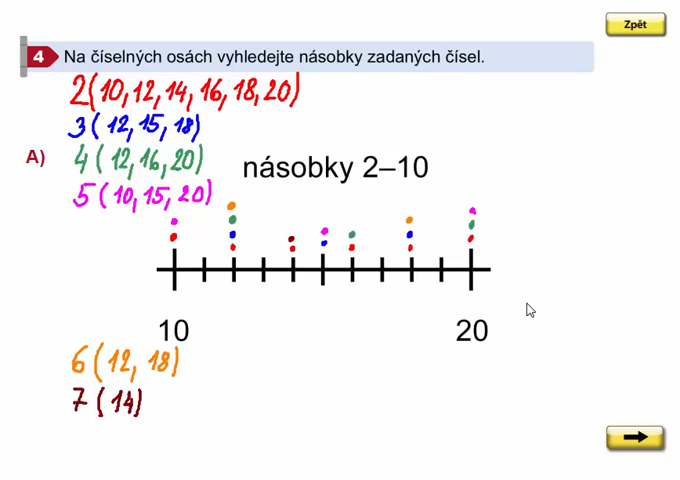 Zpět
4 Na číselných osách vyhledejte násobky zadaných čísel.
2(10, 12, 14, 16, 18, 20)
3(12, 15, 18)
A) 4(12, 16, 20)
násobky 2–10
5(10, 15, 20)
10 20
6(12, 18)
7(14)